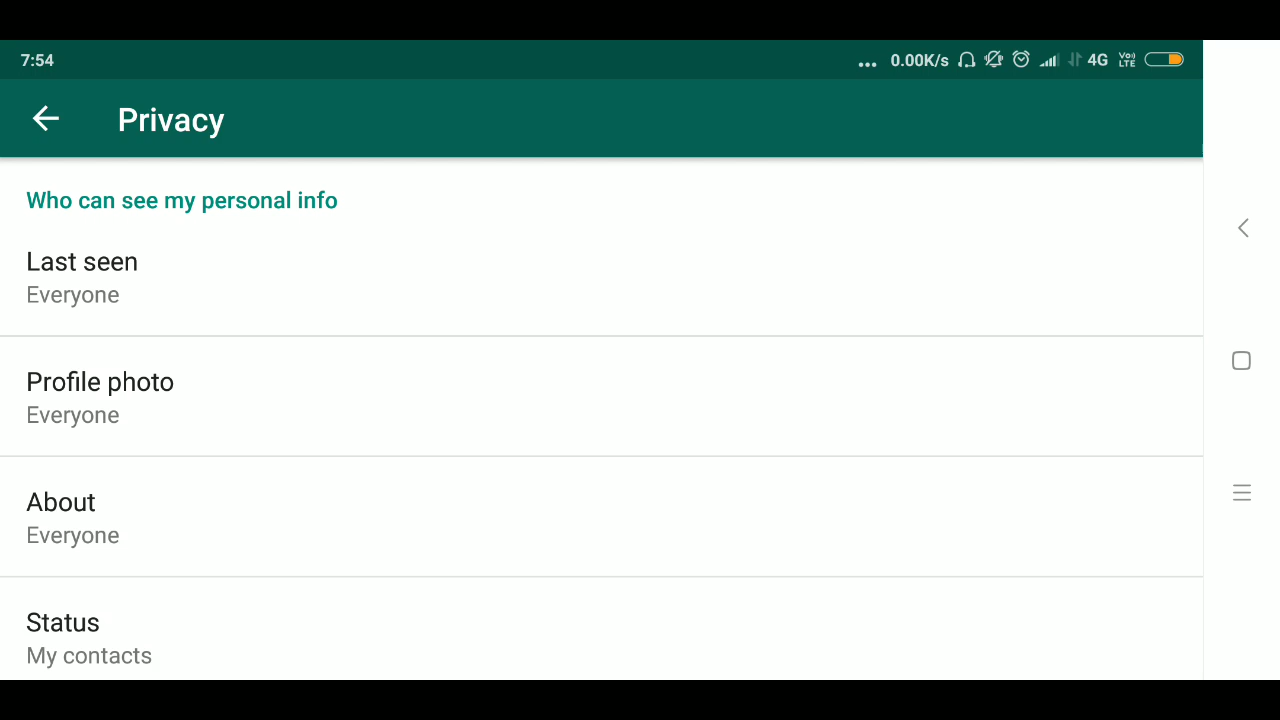 7:54
... 0.00K/s 4G VoLTE
Privacy
Who can see my personal info
Last seen
Everyone
Profile photo
Everyone
About
Everyone
Status
My contacts